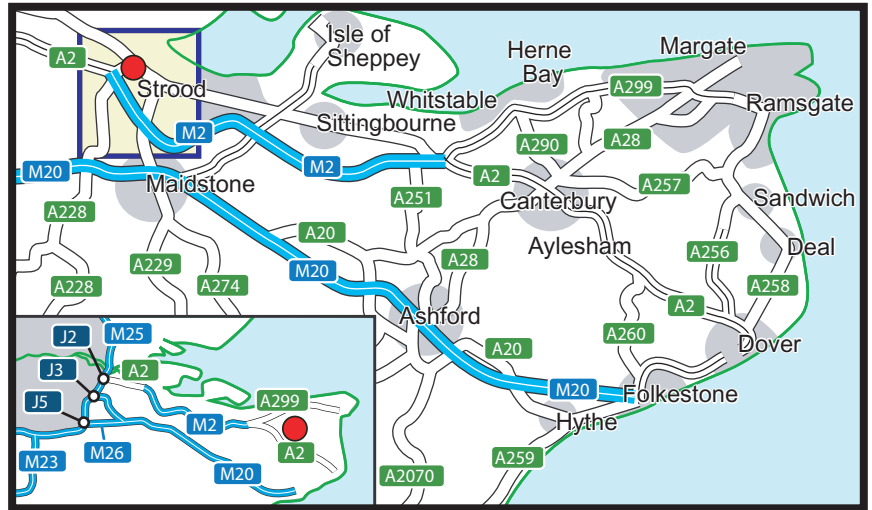 Isle of
Sheppey
Herne
Bay
Margate
A2
Strood
Whitstable
A299
Ramsgate
Sittingbourne
M2
A290
A28
M20
M2
A2
A257
Maidstone
A251
Canterbury
Sandwich
A228
A20
Aylesham
A256
Deal
A229
M20
A28
A228
A274
A258
A2
Ashford
A260
Dover
A20
M20
Folkestone
Hythe
A259
A2070
J2
M25
J3
A2
J5
A299
M2
M23
M26
A2
M20